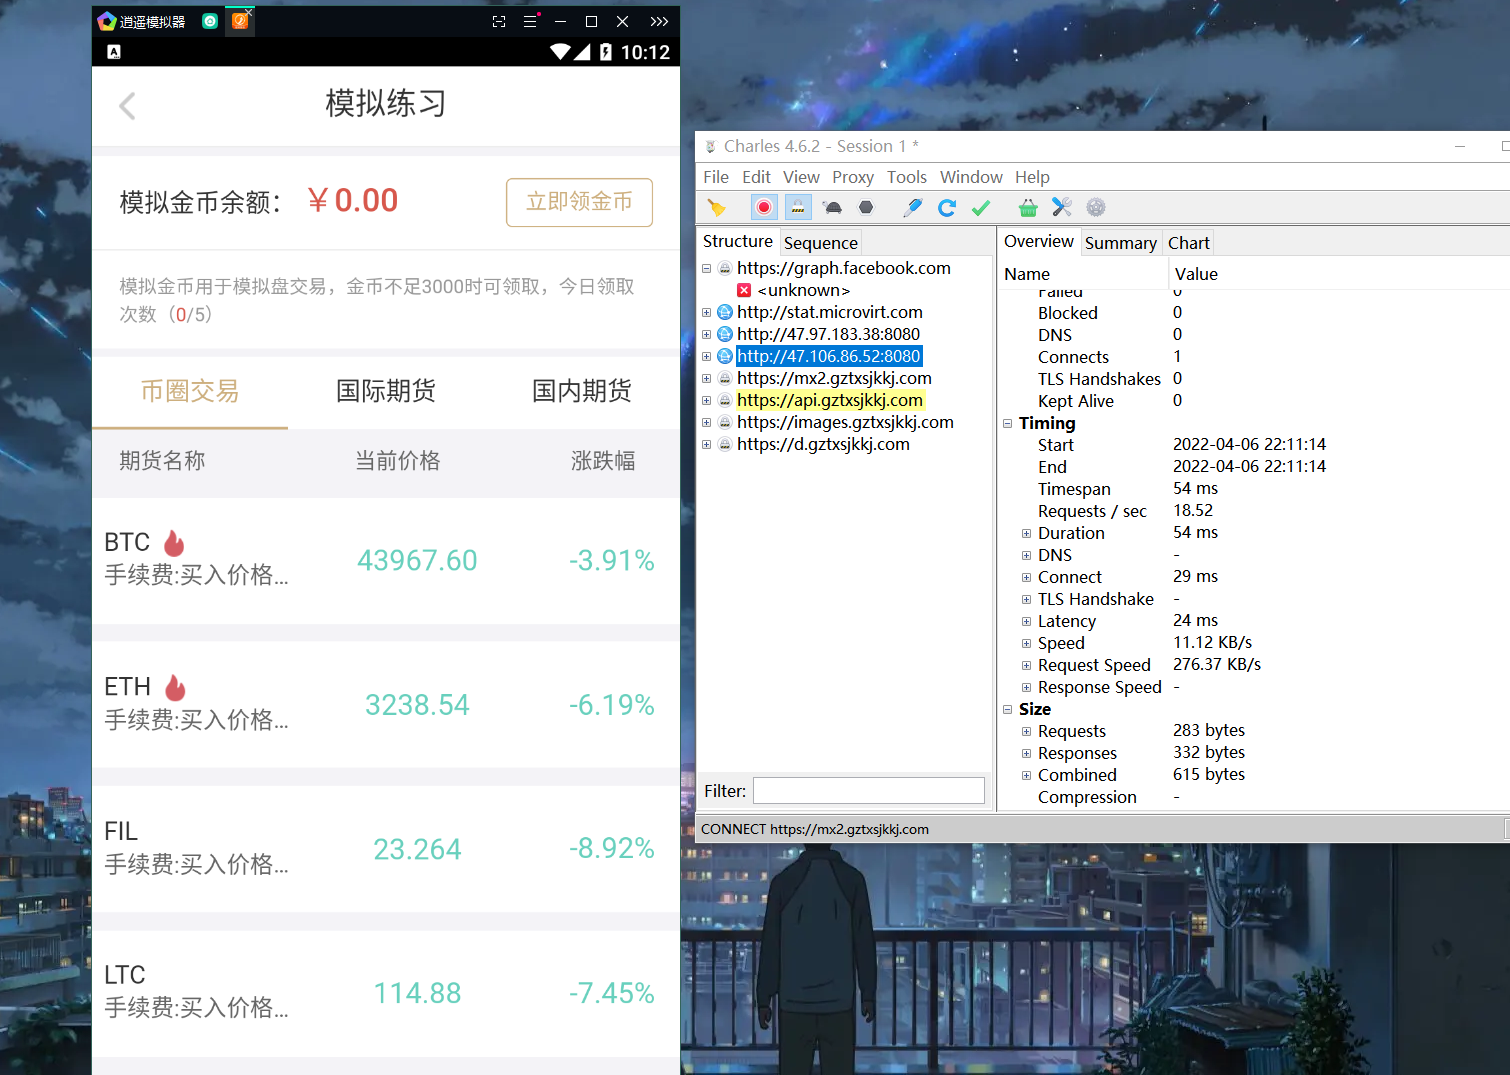 逍遥模拟器
A
10:12
模拟练习
模拟金币余额： ￥0.00
立即领金币
模拟金币用于模拟盘交易，金币不足3000时可领取，今日领取
次数（0/5）
币圈交易
国际期货
国内期货
期货名称
当前价格
涨跌幅
BTC
手续费:买入价格...
43967.60
-3.91%
ETH
手续费:买入价格...
3238.54
-6.19%
FIL
手续费:买入价格...
23.264
-8.92%
LTC
手续费:买入价格...
114.88
-7.45%
Charles 4.6.2 - Session 1 *
File Edit View Proxy Tools Window Help
Structure Sequence
https://graph.facebook.com
<unknown>
http://stat.microvirt.com
http://47.97.183.38:8080
http://47.106.86.52:8080
https://mx2.gztxsjkkj.com
https://api.gztxsjkkj.com
https://images.gztxsjkkj.com
https://d.gztxsjkkj.com
Filter:
Overview Summary Chart
Name Value
Failed 0
Blocked 0
DNS 0
Connects 1
TLS Handshakes 0
Kept Alive 0
Timing
Start 2022-04-06 22:11:14
End 2022-04-06 22:11:14
Timespan 54 ms
Requests / sec 18.52
Duration 54 ms
DNS -
Connect 29 ms
TLS Handshake -
Latency 24 ms
Speed 11.12 KB/s
Request Speed 276.37 KB/s
Response Speed -
Size
Requests 283 bytes
Responses 332 bytes
Combined 615 bytes
Compression -
CONNECT https://mx2.gztxsjkkj.com